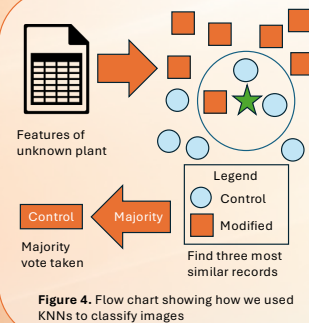 Features of
unknown plant
Legend
Control
Modified
Control
Majority
Majority
vote taken
Find three most
similar records
Figure 4. Flow chart showing how we used
KNNs to classify images